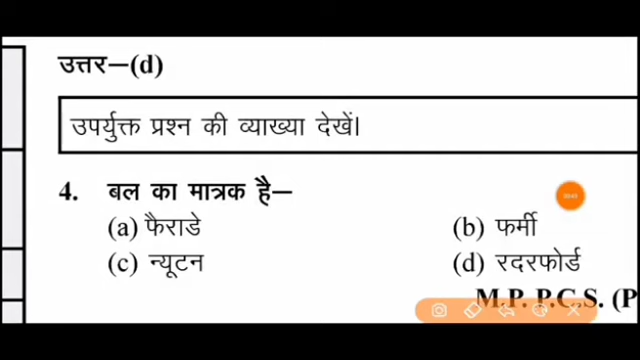 उत्तर–(d)
उपर्युक्त प्रश्न की व्याख्या देखें।
4. बल का मात्रक है–
(a) फैराडे (b) फर्मी
(c) न्यूटन (d) रदरफोर्ड
M.P. P.C.S. (P